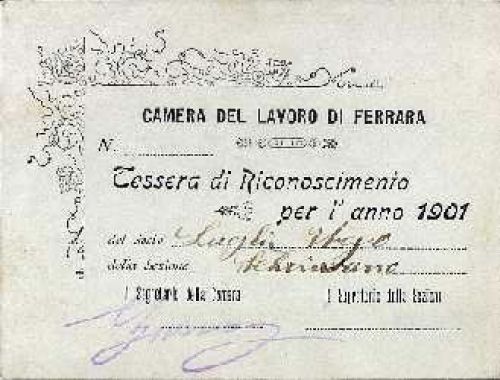 CAMERA DEL LAVORO DI FERRARA
N.
Tessera di Riconoscimento
per l'anno 1901
del socio Luglio
della Sezione
Il Segretario della Camera Il Segretario della Sezione